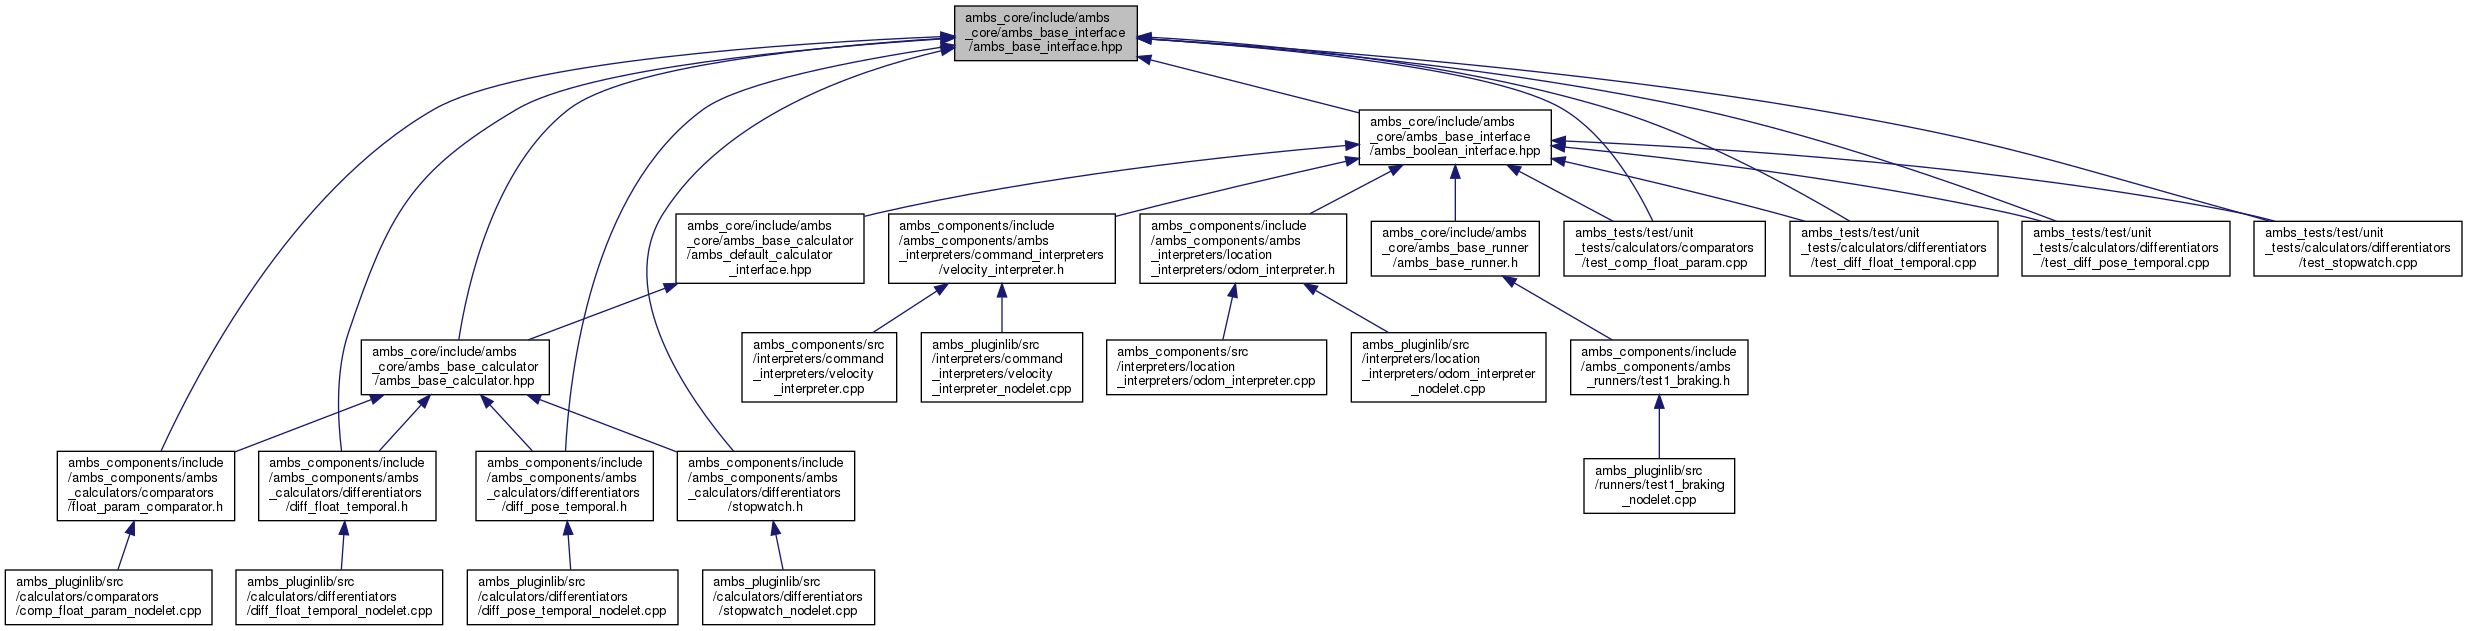 ambs_core/include/ambs
_core/ambs_base_interface
/ambs_base_interface.hpp
ambs_core/include/ambs
_core/ambs_base_interface
/ambs_boolean_interface.hpp
ambs_core/include/ambs
_core/ambs_base_calculator
/ambs_default_calculator
_interface.hpp
ambs_components/include
/ambs_components/ambs
_interpreters/command_interpreters
/velocity_interpreter.h
ambs_components/include
/ambs_components/ambs
_interpreters/location
_interpreters/odom_interpreter.h
ambs_core/include/ambs
_core/ambs_base_runner
/ambs_base_runner.h
ambs_tests/test/unit
_tests/calculators/comparators
/test_comp_float_param.cpp
ambs_tests/test/unit
_tests/calculators/differentiators
/test_diff_float_temporal.cpp
ambs_tests/test/unit
_tests/calculators/differentiators
/test_diff_pose_temporal.cpp
ambs_tests/test/unit
_tests/calculators/differentiators
/test_stopwatch.cpp
ambs_core/include/ambs
_core/ambs_base_calculator
/ambs_base_calculator.hpp
ambs_components/src
/interpreters/command
_interpreters/velocity
_interpreter.cpp
ambs_pluginlib/src
/interpreters/command
_interpreters/velocity
_interpreter_nodelet.cpp
ambs_components/src
/interpreters/location
_interpreters/odom_interpreter.cpp
ambs_pluginlib/src
/interpreters/location
_interpreters/odom_interpreter
_nodelet.cpp
ambs_components/include
/ambs_components/ambs
_runners/test1_braking.h
ambs_components/include
/ambs_components/ambs
_calculators/comparators
/float_param_comparator.h
ambs_components/include
/ambs_components/ambs
_calculators/differentiators
/diff_float_temporal.h
ambs_components/include
/ambs_components/ambs
_calculators/differentiators
/diff_pose_temporal.h
ambs_components/include
/ambs_components/ambs
_calculators/differentiators
/stopwatch.h
ambs_pluginlib/src
/runners/test1_braking
_nodelet.cpp
ambs_pluginlib/src
/calculators/comparators
/comp_float_param_nodelet.cpp
ambs_pluginlib/src
/calculators/differentiators
/diff_float_temporal_nodelet.cpp
ambs_pluginlib/src
/calculators/differentiators
/diff_pose_temporal_nodelet.cpp
ambs_pluginlib/src
/calculators/differentiators
/stopwatch_nodelet.cpp